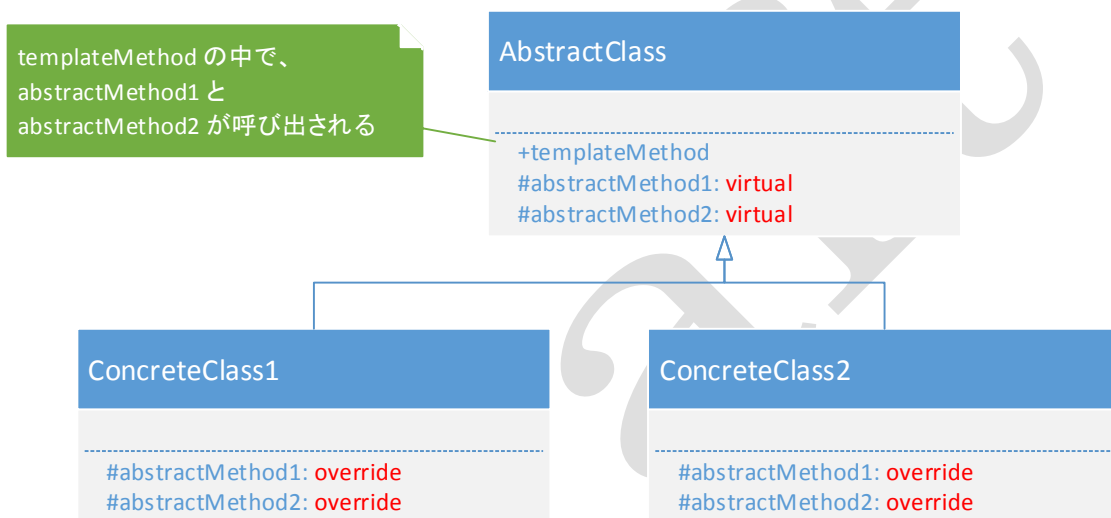 templateMethod の中で、
abstractMethod1 と
abstractMethod2 が呼び出される
AbstractClass
+templateMethod
#abstractMethod1: virtual
#abstractMethod2: virtual
ConcreteClass1
#abstractMethod1: override
#abstractMethod2: override
ConcreteClass2
#abstractMethod1: override
#abstractMethod2: override